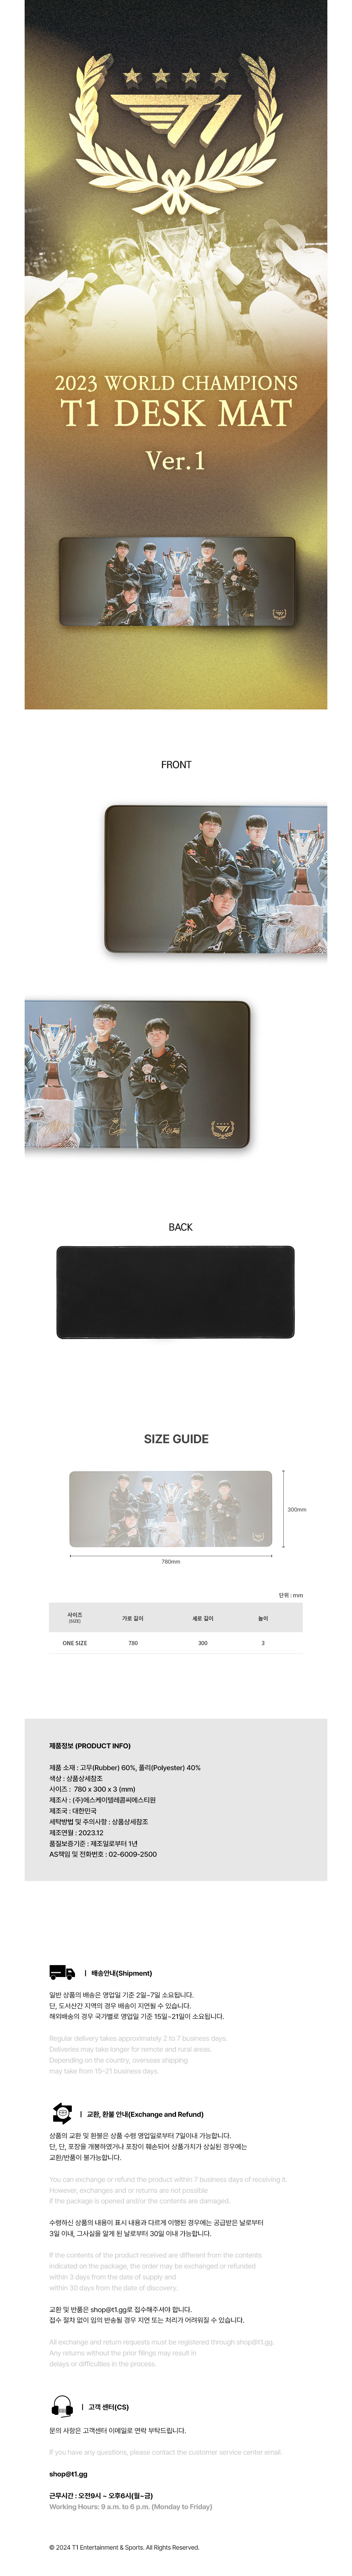 T1
2023 WORLD CHAMPIONS
T1 DESK MAT
Ver.1
FRONT
BACK
SIZE GUIDE
300mm
780mm
단위 : mm
사이즈
(SIZE)
가로 길이
세로 길이
높이
ONE SIZE
780
300
3
제품정보 (PRODUCT INFO)
제품 소재 : 고무(Rubber) 60%, 폴리(Polyester) 40%
색상 : 상품상세참조
사이즈 : 780 x 300 x 3 (mm)
제조사 : (주)에스케이텔레콤씨에스티원
제조국 : 대한민국
세탁방법 및 주의사항 : 상품상세참조
제조연월 : 2023.12
품질보증기준 : 제조일로부터 1년
AS책임 및 전화번호 : 02-6009-2500
| 배송안내(Shipment)
일반 상품의 배송은 영업일 기준 2일~7일 소요됩니다.
단, 도서산간 지역의 경우 배송이 지연될 수 있습니다.
해외배송의 경우 국가별로 영업일 기준 15일~21일이 소요됩니다.
Regular delivery takes approximately 2 to 7 business days.
Deliveries may take longer for remote and rural areas.
Depending on the country, overseas shipping
may take from 15-21 business days.
| 교환, 환불 안내(Exchange and Refund)
상품의 교환 및 환불은 상품 수령 영업일로부터 7일이내 가능합니다.
단, 단, 포장을 개봉하였거나 포장이 훼손되어 상품가치가 상실된 경우에는
교환/반품이 불가능합니다.
You can exchange or refund the product within 7 business days of receiving it.
However, exchanges and or returns are not possible
if the package is opened and/or the contents are damaged.
수령하신 상품의 내용이 표시 내용과 다르게 이행된 경우에는 공급받은 날로부터
3일 이내, 그사실을 알게 된 날로부터 30일 이내 가능합니다.
If the contents of the product received are different from the contents
indicated on the package, the order may be exchanged or refunded
within 3 days from the date of supply and
within 30 days from the date of discovery.
교환 및 반품은 shop@t1.gg로 접수해주셔야 합니다.
접수 절차 없이 임의 반송될 경우 지연 또는 처리가 어려워질 수 있습니다.
All exchange and return requests must be registered through shop@t1.gg.
Any returns without the prior filings may result in
delays or difficulties in the process.
| 고객 센터(CS)
문의 사항은 고객센터 이메일로 연락 부탁드립니다.
If you have any questions, please contact the customer service center email.
shop@t1.gg
근무시간 : 오전9시 ~ 오후6시(월~금)
Working Hours: 9 a.m. to 6 p.m. (Monday to Friday)
© 2024 T1 Entertainment & Sports. All Rights Reserved.